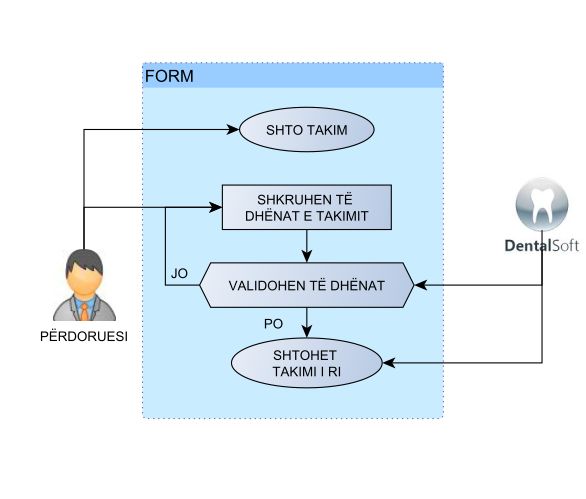 FORM
SHTO TAKIM
SHKRUHEN TË
DHËNAT E TAKIMIT
DentalSoft
JO
VALIDOHEN TË DHËNAT
PO
PËRDORUESI
SHTOHET
TAKIMI I RI